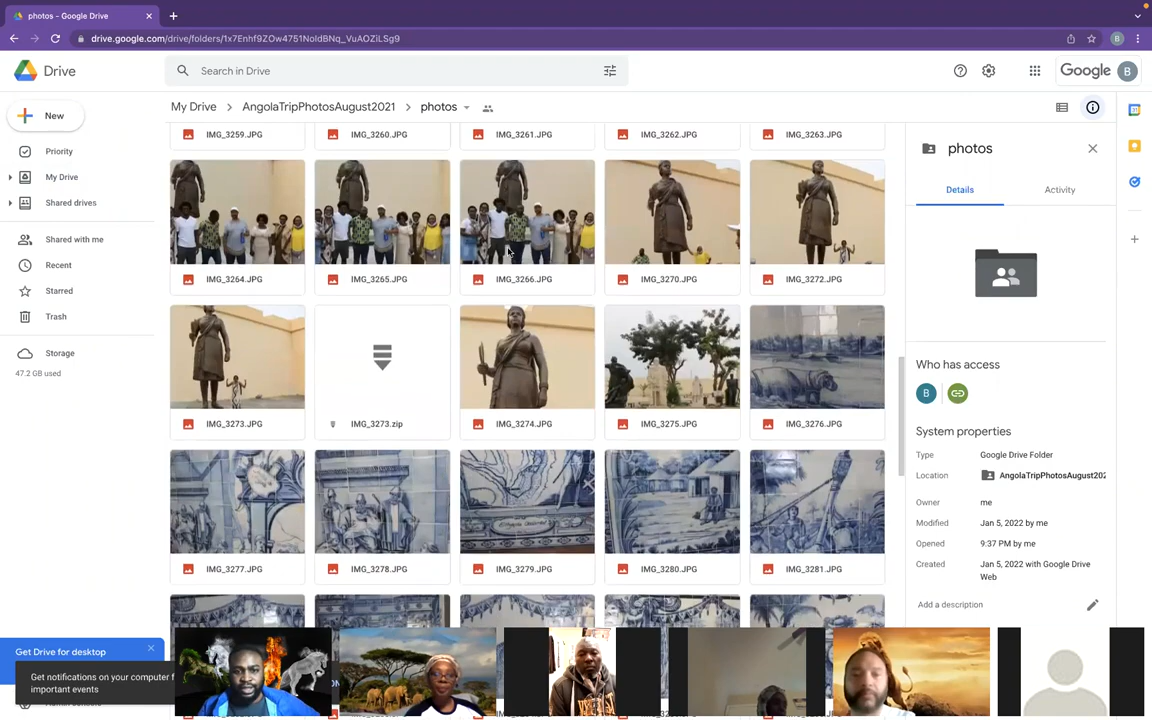 photos - Google Drive
drive.google.com/drive/folders/1x7Enhf9ZOw4751NoIdBNq_VuAOZiLSg9
B
Drive
Search in Drive
Google B
New
My Drive > AngolaTripPhotosAugust2021 > photos
Priority
My Drive
Shared drives
Shared with me
Recent
Starred
Trash
Storage
47.2 GB used
IMG_3259.JPG IMG_3260.JPG IMG_3261.JPG IMG_3262.JPG IMG_3263.JPG
IMG_3264.JPG IMG_3265.JPG IMG_3266.JPG IMG_3270.JPG IMG_3272.JPG
IMG_3273.JPG IMG_3273.zip IMG_3274.JPG IMG_3275.JPG IMG_3276.JPG
IMG_3277.JPG IMG_3278.JPG IMG_3279.JPG IMG_3280.JPG IMG_3281.JPG
photos
Details Activity
Who has access
B
System properties
Type Google Drive Folder
Location AngolaTripPhotosAugust202
Owner me
Modified Jan 5, 2022 by me
Opened 9:37 PM by me
Created Jan 5, 2022 with Google Drive
Web
Add a description
Get Drive for desktop
Get notifications on your computer f
important events